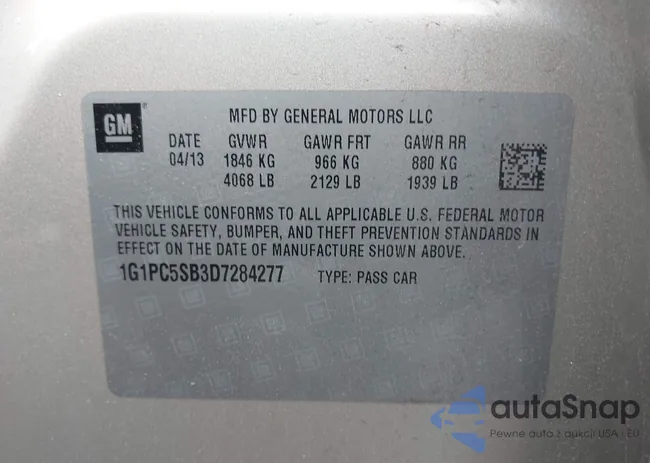 GM
MFD BY GENERAL MOTORS LLC
DATE GVWR GAWR FRT GAWR RR
04/13 1846 KG 966 KG 880 KG
4068 LB 2129 LB 1939 LB
THIS VEHICLE CONFORMS TO ALL APPLICABLE U.S. FEDERAL MOTOR
VEHICLE SAFETY, BUMPER, AND THEFT PREVENTION STANDARDS IN
EFFECT ON THE DATE OF MANUFACTURE SHOWN ABOVE.
1G1PC5SB3D7284277 TYPE: PASS CAR
autaSnap
Pewne auta z aukcji USA i EU